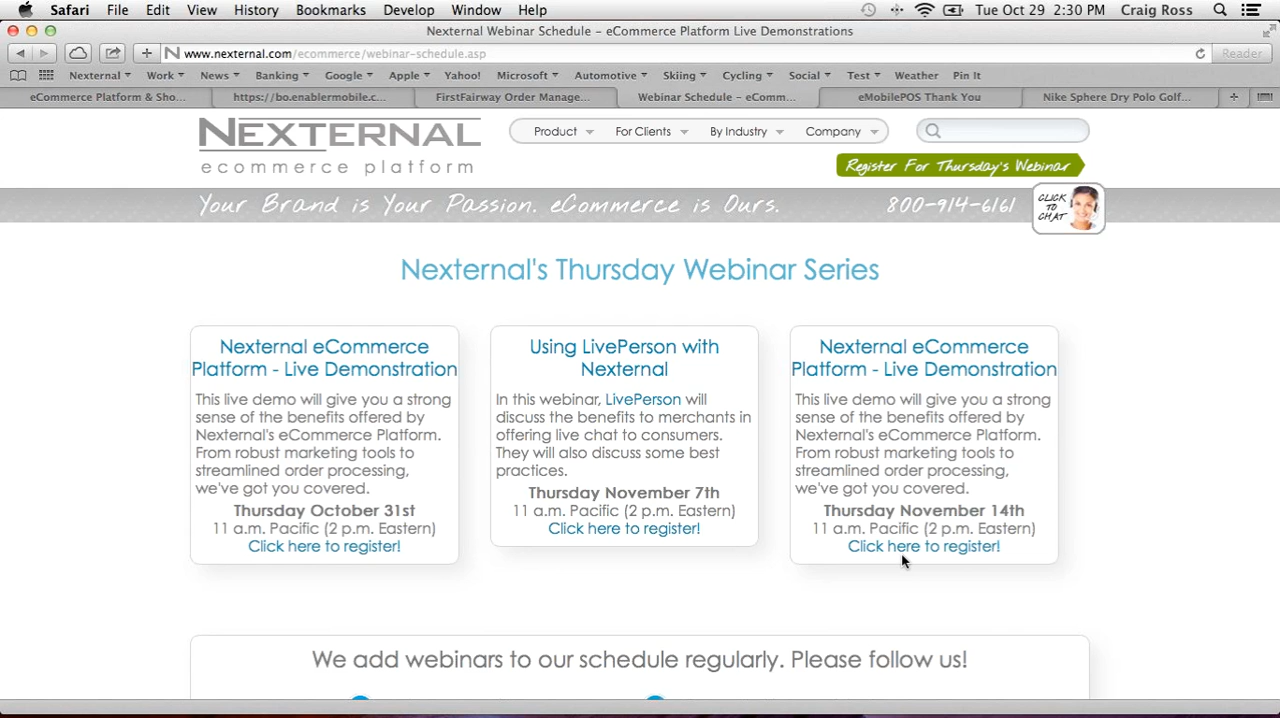 Safari File Edit View History Bookmarks Develop Window Help Tue Oct 29 2:30 PM Craig Ross
Nexternal Webinar Schedule – eCommerce Platform Live Demonstrations
www.nexternal.com/ecommerce/webinar-schedule.asp Reader
Nexternal Work News Banking Google Apple Yahoo! Microsoft Automotive Skiing Cycling Social Test Weather Pin It
eCommerce Platform & Sho... https://bo.enablermobile.c... FirstFairway Order Manage... Webinar Schedule – eComm... eMobilePOS Thank You Nike Sphere Dry Polo Golf...
NEXTERNAL
ecommerce platform
Product For Clients By Industry Company
Register For Thursday's Webinar
Your Brand is Your Passion. eCommerce is Ours. 800-914-6161
CLICK
TO
CHAT
Nexternal's Thursday Webinar Series
Nexternal eCommerce
Platform - Live Demonstration
This live demo will give you a strong
sense of the benefits offered by
Nexternal's eCommerce Platform.
From robust marketing tools to
streamlined order processing,
we've got you covered.
Thursday October 31st
11 a.m. Pacific (2 p.m. Eastern)
Click here to register!
Using LivePerson with
Nexternal
In this webinar, LivePerson will
discuss the benefits to merchants in
offering live chat to consumers.
They will also discuss some best
practices.
Thursday November 7th
11 a.m. Pacific (2 p.m. Eastern)
Click here to register!
Nexternal eCommerce
Platform - Live Demonstration
This live demo will give you a strong
sense of the benefits offered by
Nexternal's eCommerce Platform.
From robust marketing tools to
streamlined order processing,
we've got you covered.
Thursday November 14th
11 a.m. Pacific (2 p.m. Eastern)
Click here to register!
We add webinars to our schedule regularly. Please follow us!